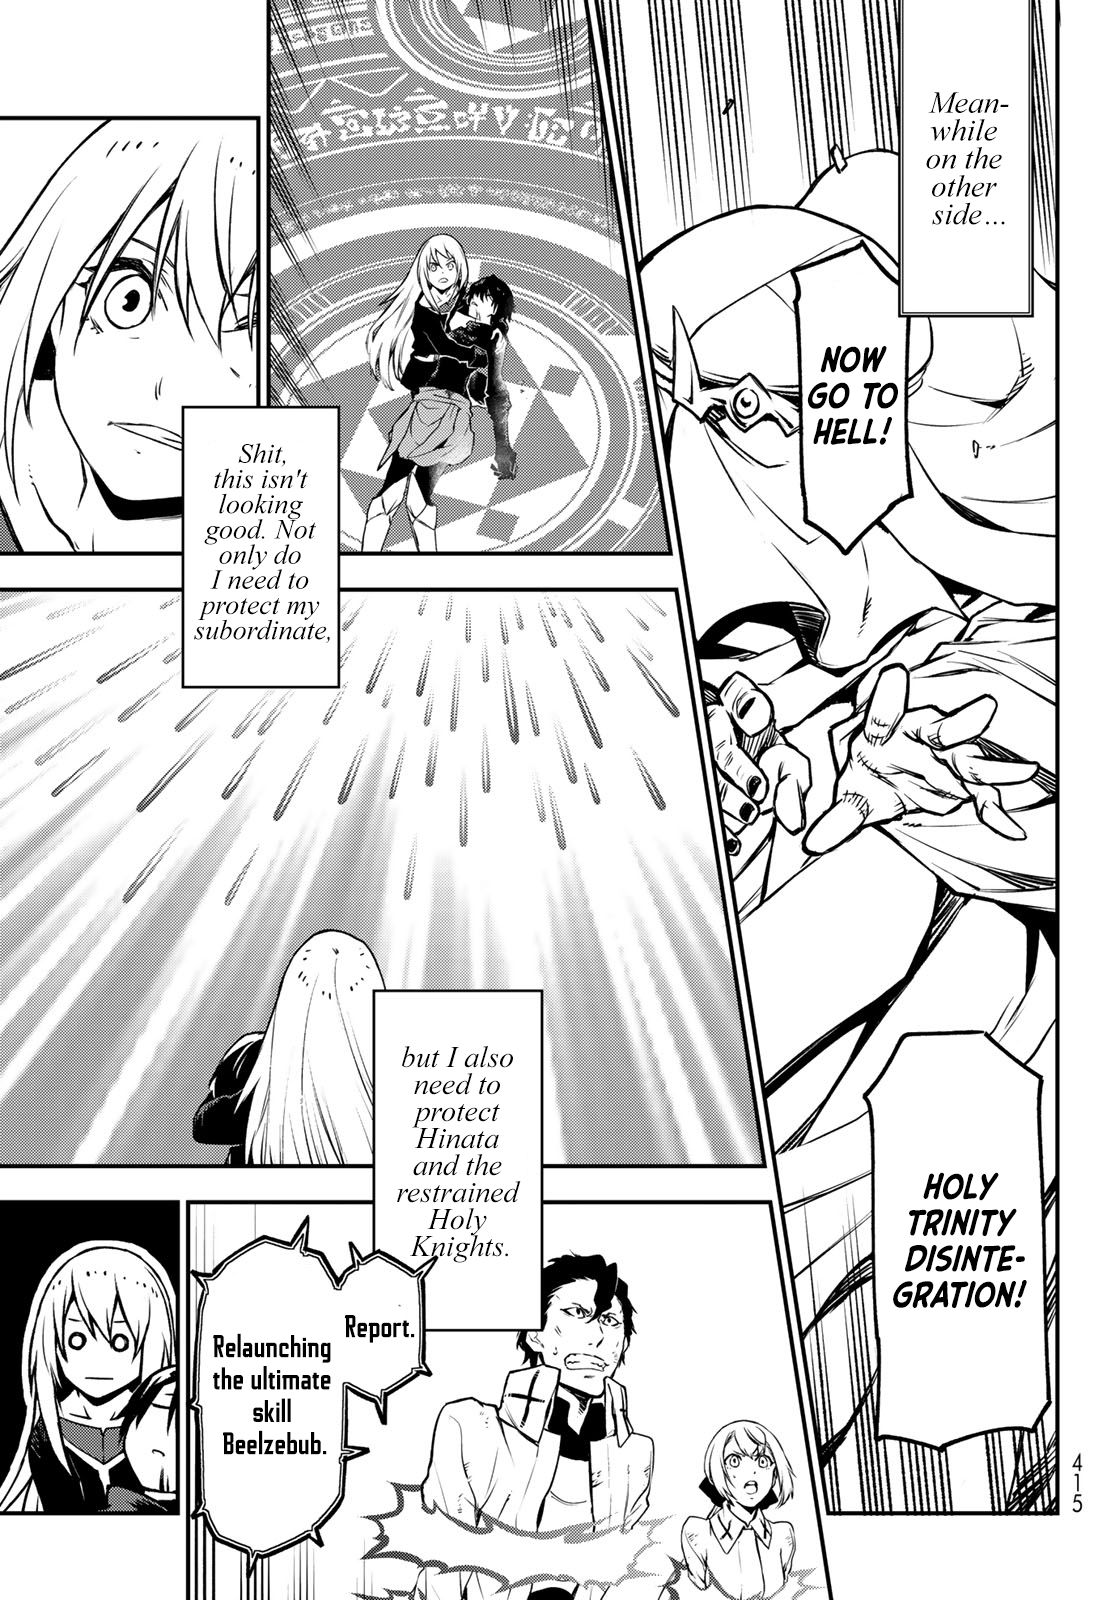 Mean-
while
on the
other
side...
NOW
GO TO
HELL!
HOLY
TRINITY
DISINTE-
GRATION!
Shit,
this isn't
looking
good. Not
only do
I need to
protect my
subordinate,
but I also
need to
protect
Hinata
and the
restrained
Holy
Knights.
Report.
Relaunching
the ultimate
skill
Beelzebub.
415